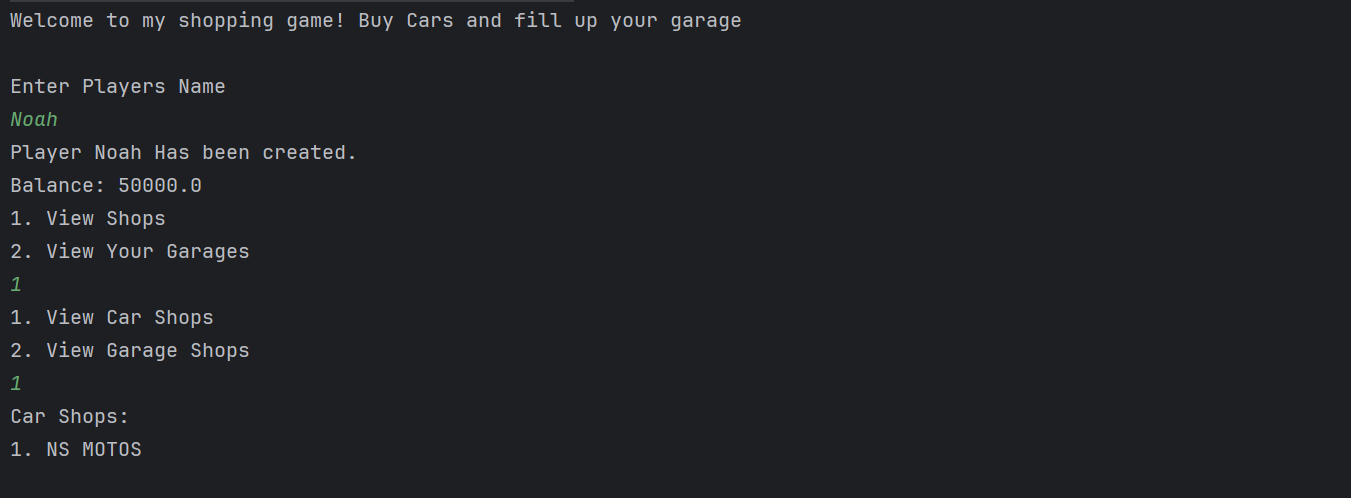 Welcome to my shopping game! Buy Cars and fill up your garage
Enter Players Name
Noah
Player Noah Has been created.
Balance: 50000.0
1. View Shops
2. View Your Garages
1
1. View Car Shops
2. View Garage Shops
1
Car Shops:
1. NS MOTOS